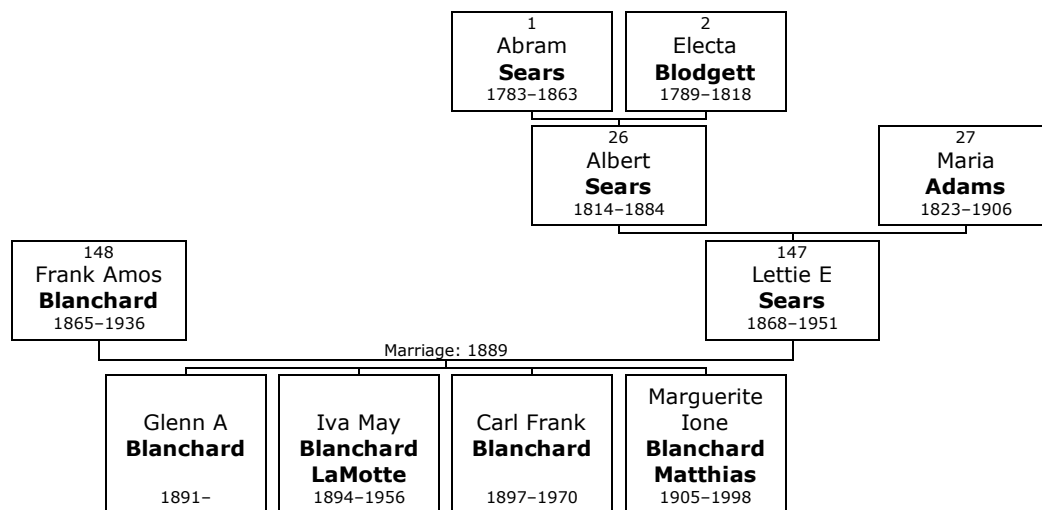 1
Abram
Sears
1783–1863
2
Electa
Blodgett
1789–1818
26
Albert
Sears
1814–1884
27
Maria
Adams
1823–1906
148
Frank Amos
Blanchard
1865–1936
147
Lettie E
Sears
1868–1951
Marriage: 1889
Glenn A
Blanchard
1891–
Iva May
Blanchard
LaMotte
1894–1956
Carl Frank
Blanchard
1897–1970
Marguerite
Ione
Blanchard
Matthias
1905–1998